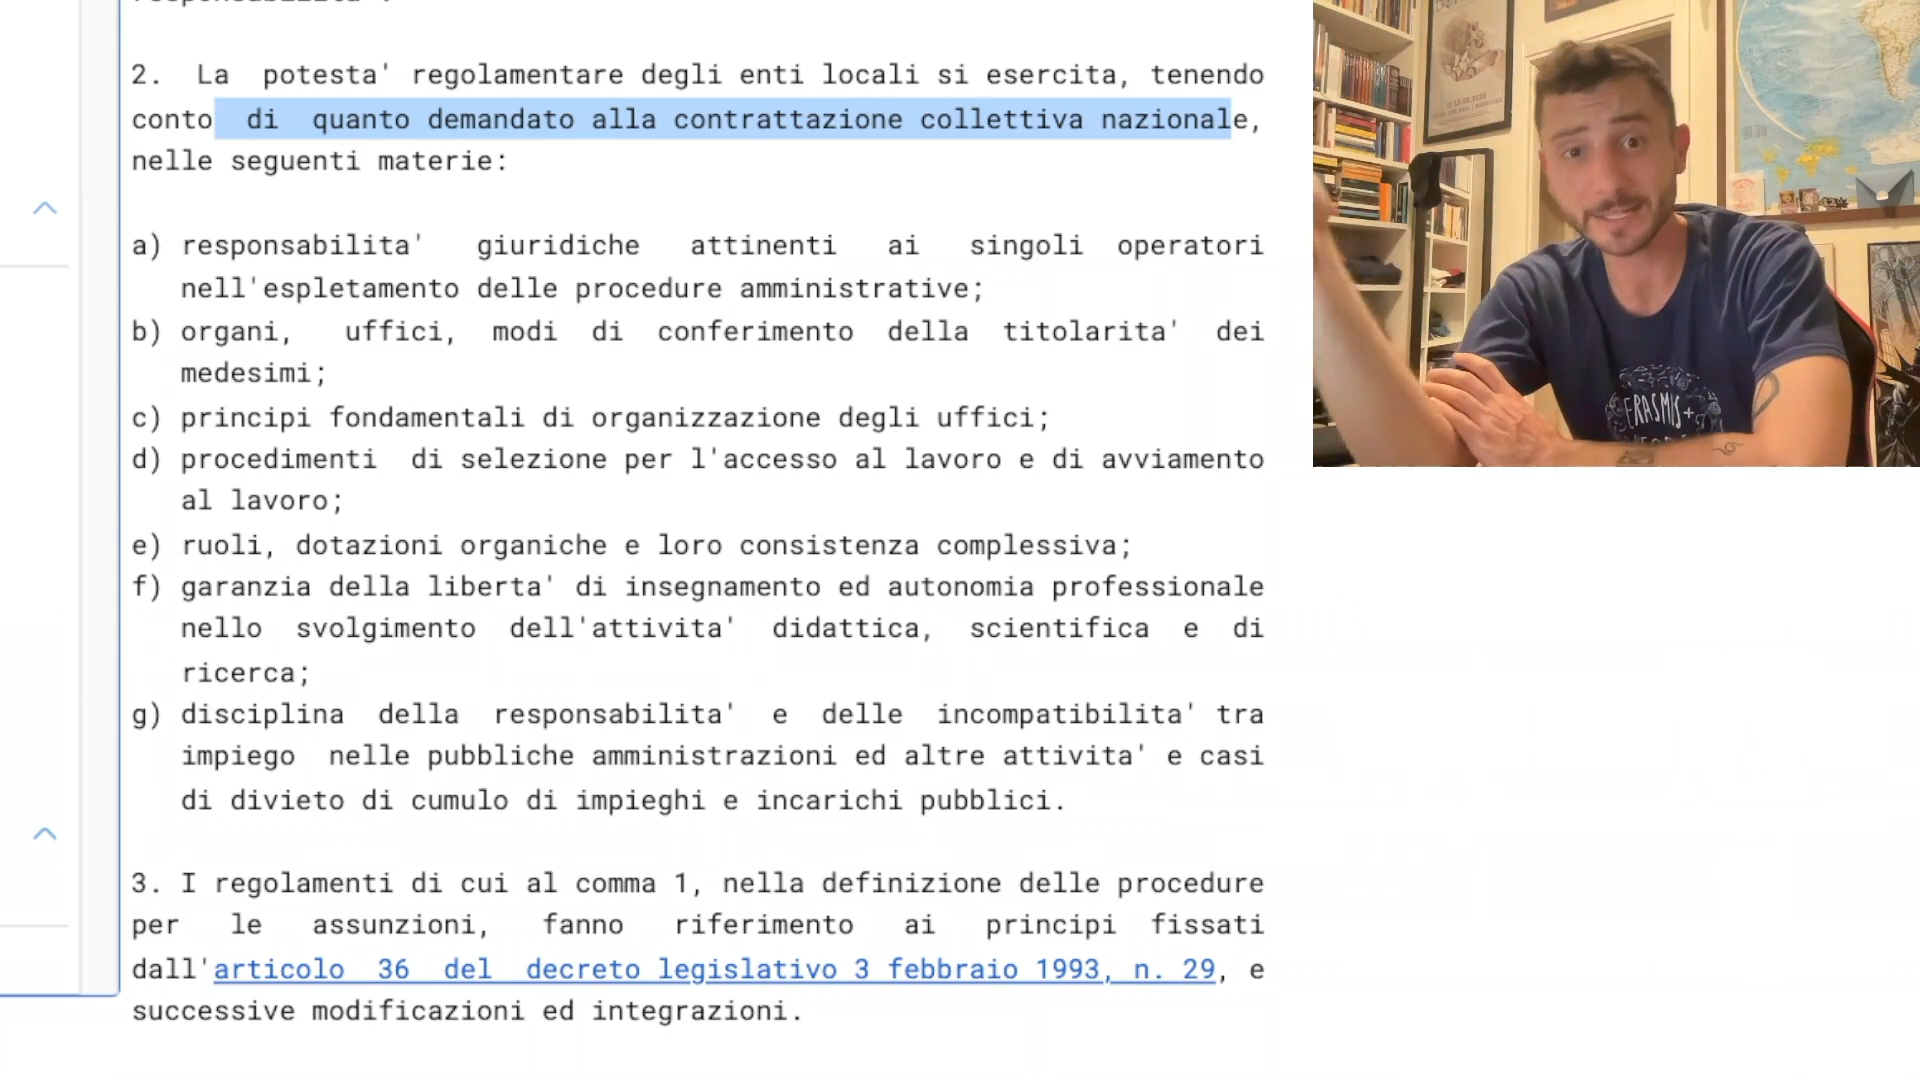 2. La potesta' regolamentare degli enti locali si esercita, tenendo
conto di quanto demandato alla contrattazione collettiva nazionale,
nelle seguenti materie:
a) responsabilita' giuridiche attinenti ai singoli operatori
nell'espletamento delle procedure amministrative;
b) organi, uffici, modi di conferimento della titolarita' dei
medesimi;
c) principi fondamentali di organizzazione degli uffici;
d) procedimenti di selezione per l'accesso al lavoro e di avviamento
al lavoro;
e) ruoli, dotazioni organiche e loro consistenza complessiva;
f) garanzia della liberta' di insegnamento ed autonomia professionale
nello svolgimento dell'attivita' didattica, scientifica e di
ricerca;
g) disciplina della responsabilita' e delle incompatibilita' tra
impiego nelle pubbliche amministrazioni ed altre attivita' e casi
di divieto di cumulo di impieghi e incarichi pubblici.
3. I regolamenti di cui al comma 1, nella definizione delle procedure
per le assunzioni, fanno riferimento ai principi fissati
dall'articolo 36 del decreto legislativo 3 febbraio 1993, n. 29, e
successive modificazioni ed integrazioni.
ERASMUS+